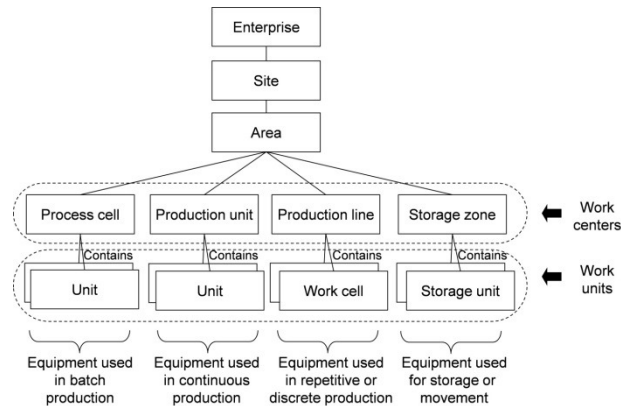 Enterprise
Site
Area
Process cell
Production unit
Production line
Storage zone
Work
centers
Contains
Contains
Contains
Contains
Unit
Unit
Work cell
Storage unit
Work
units
Equipment used
in batch
production
Equipment used
in continuous
production
Equipment used
in repetitive or
discrete production
Equipment used
for storage or
movement